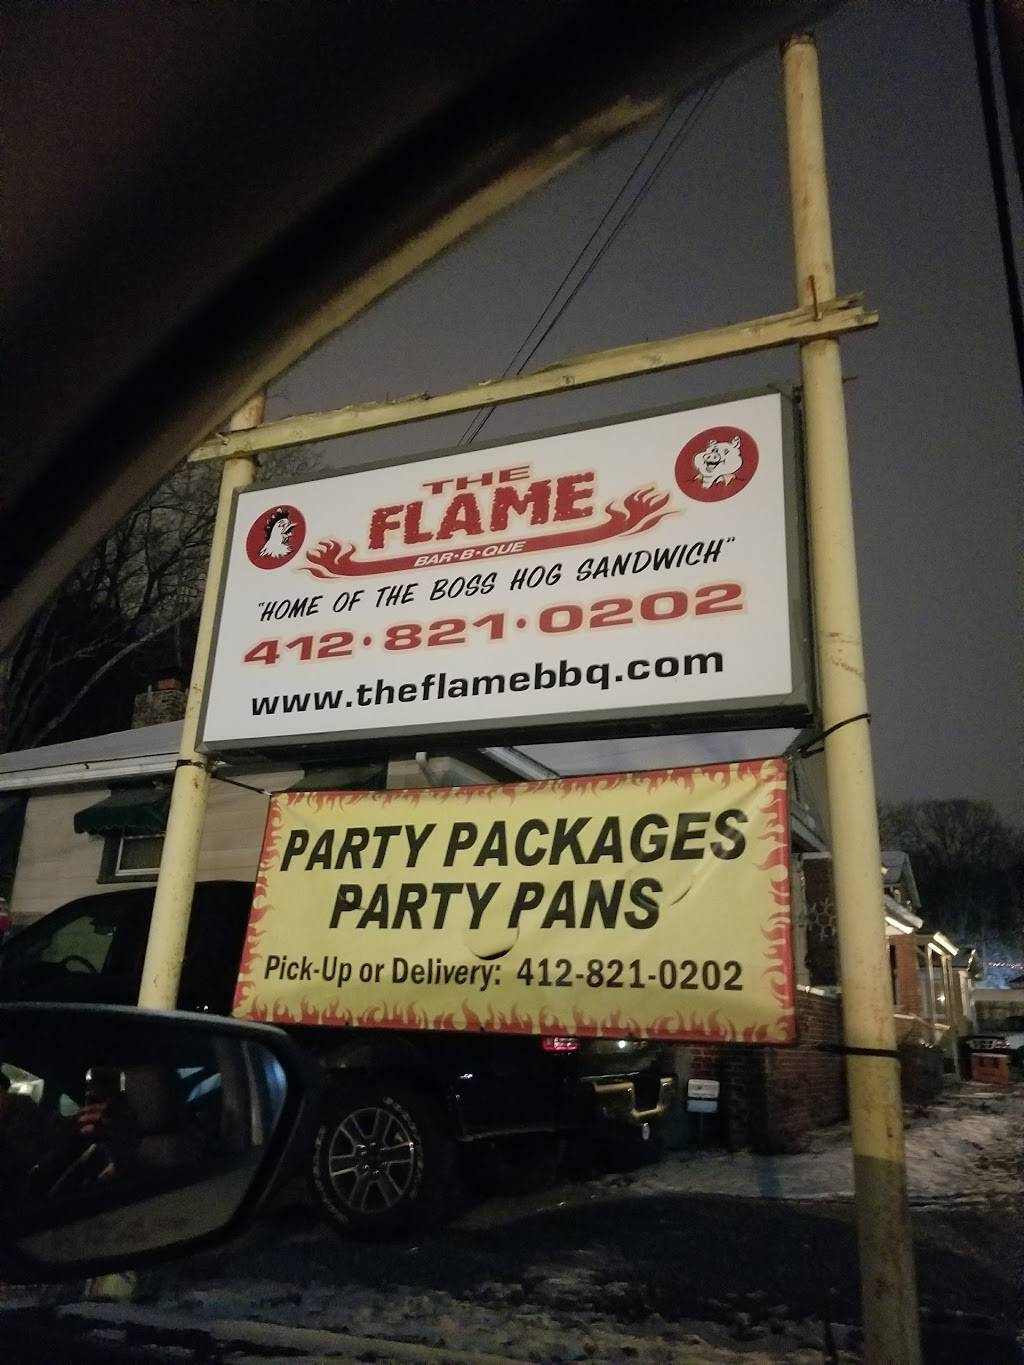 THE
FLAME
BAR·B·QUE
"HOME OF THE BOSS HOG SANDWICH"
412·821·0202
www.theflamebbq.com
PARTY PACKAGES
PARTY PANS
Pick-Up or Delivery: 412-821-0202